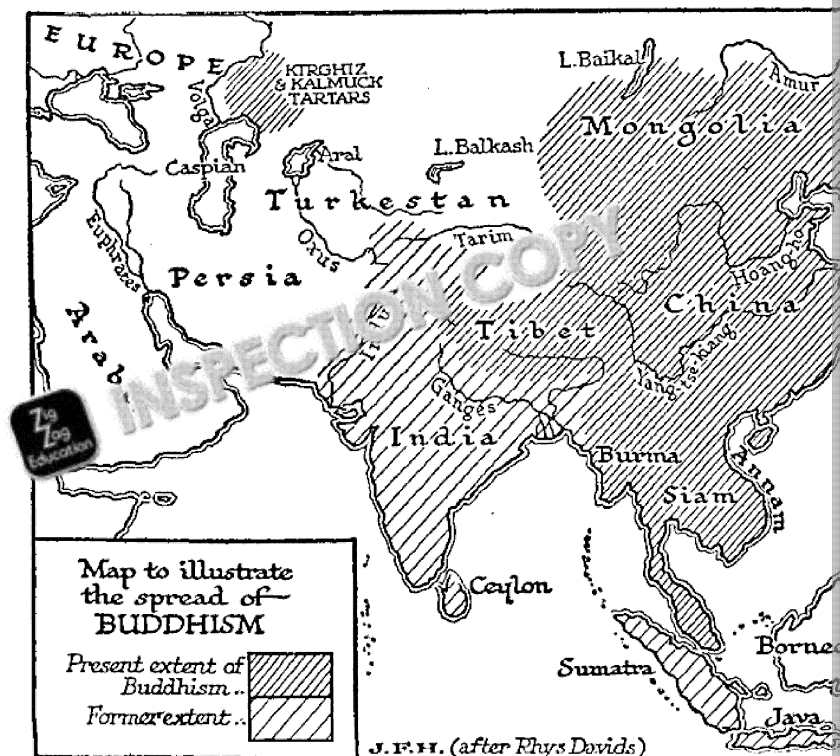 EUROPE
KIRGHIZ
& KALMUCK
TARTARS
Volga
L. Baikal
Amur
Mongolia
Aral
L. Balkash
Caspian
Turkestan
Oxus
Tarim
Euphrates
Persia
Hoang-ho
China
Arab
Tibet
Yang-tse-kiang
Ganges
India
Burma
Siam
Annam
Ceylon
Sumatra
Borneo
Java
INSPECTION COPY
Zig
Zag
Education
Map to illustrate
the spread of
BUDDHISM
Present extent of
Buddhism..
Former extent..
J.F.H. (after Rhys Davids)